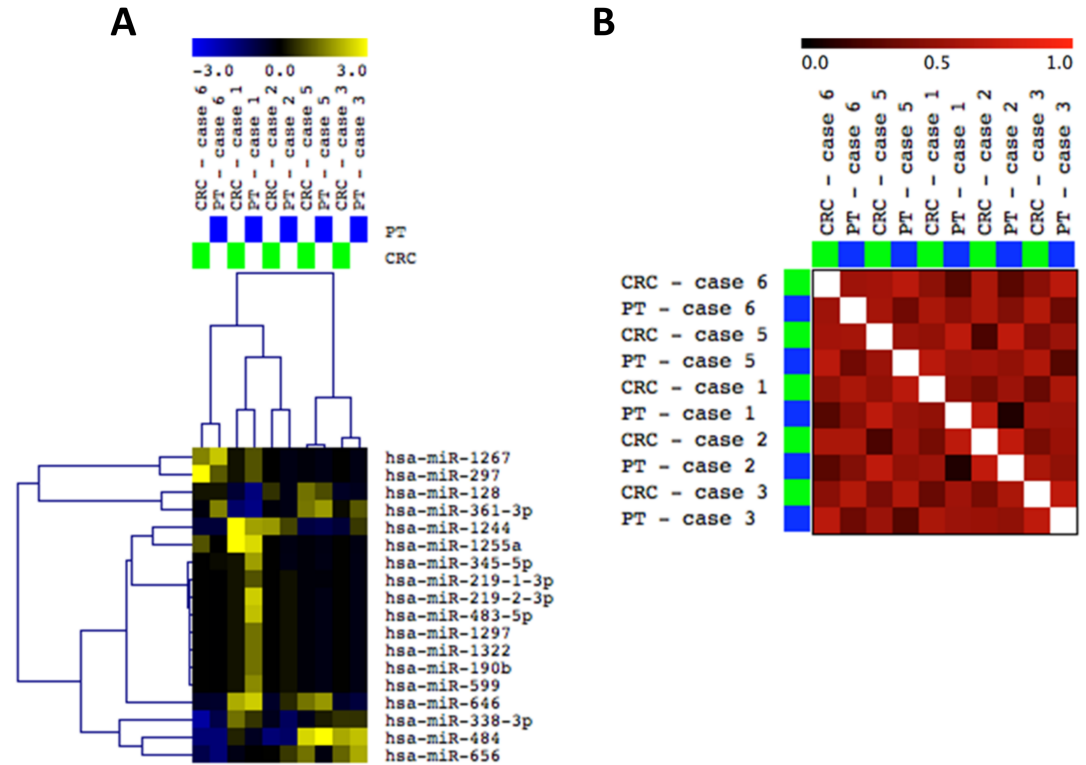 A
-3.0 0.0 3.0
CRC - case 6
PT - case 6
CRC - case 1
PT - case 1
CRC - case 2
PT - case 2
CRC - case 5
PT - case 5
CRC - case 3
PT - case 3
PT
CRC
hsa-miR-1267
hsa-miR-297
hsa-miR-128
hsa-miR-361-3p
hsa-miR-1244
hsa-miR-1255a
hsa-miR-345-5p
hsa-miR-219-1-3p
hsa-miR-219-2-3p
hsa-miR-483-5p
hsa-miR-1297
hsa-miR-1322
hsa-miR-190b
hsa-miR-599
hsa-miR-646
hsa-miR-338-3p
hsa-miR-484
hsa-miR-656
B
0.0 0.5 1.0
CRC - case 6
PT - case 6
CRC - case 5
PT - case 5
CRC - case 1
PT - case 1
CRC - case 2
PT - case 2
CRC - case 3
PT - case 3
CRC - case 6
PT - case 6
CRC - case 5
PT - case 5
CRC - case 1
PT - case 1
CRC - case 2
PT - case 2
CRC - case 3
PT - case 3